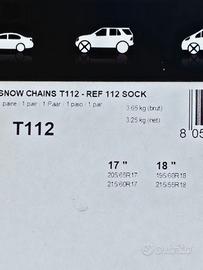 SNOW CHAINS T112 - REF 112 SOCK
1 paire / 1 pair / 1 Paar / 1 paio / 1 par
3.65 kg (brut)
3.25 kg (net)
T112
8 05
17 " 18 "
205/65R17 195/60R18
215/60R17 215/55R18
Subito